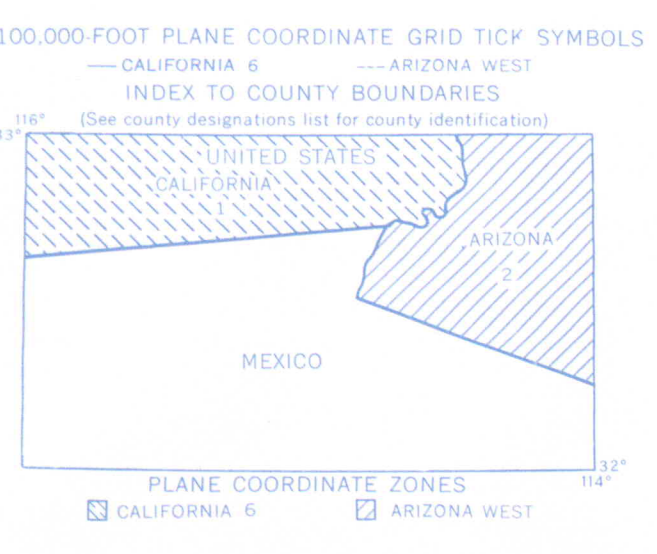 100,000-FOOT PLANE COORDINATE GRID TICK SYMBOLS
CALIFORNIA 6 ARIZONA WEST
INDEX TO COUNTY BOUNDARIES
(See county designations list for county identification)
116°
33°
UNITED STATES
CALIFORNIA
1
ARIZONA
2
MEXICO
32°
114°
PLANE COORDINATE ZONES
CALIFORNIA 6 ARIZONA WEST